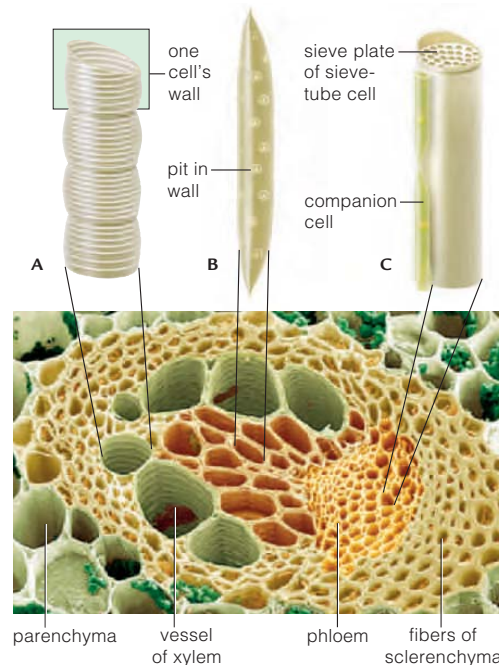 one
cell's
wall
sieve plate
of sieve-
tube cell
pit in
wall
companion
cell
A
B
C
parenchyma
vessel
of xylem
phloem
fibers of
sclerenchyma